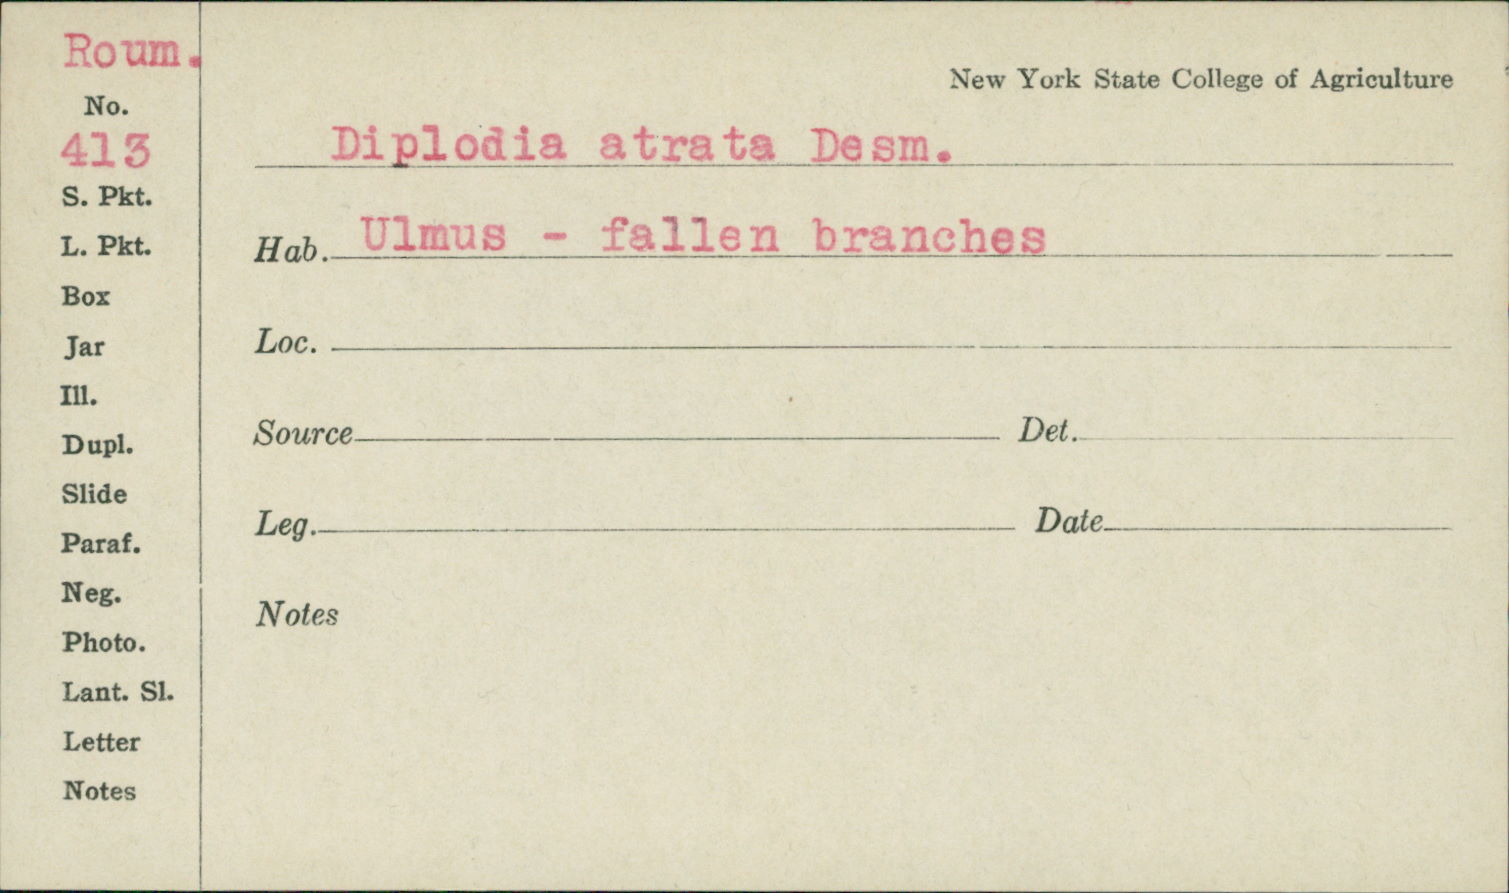 Roum.
No.
413
S. Pkt.
L. Pkt.
Box
Jar
Ill.
Dupl.
Slide
Paraf.
Neg.
Photo.
Lant. Sl.
Letter
Notes
New York State College of Agriculture
Diplodia atrata Desm.
Hab. Ulmus - fallen branches
Loc.
Source Det.
Leg. Date
Notes